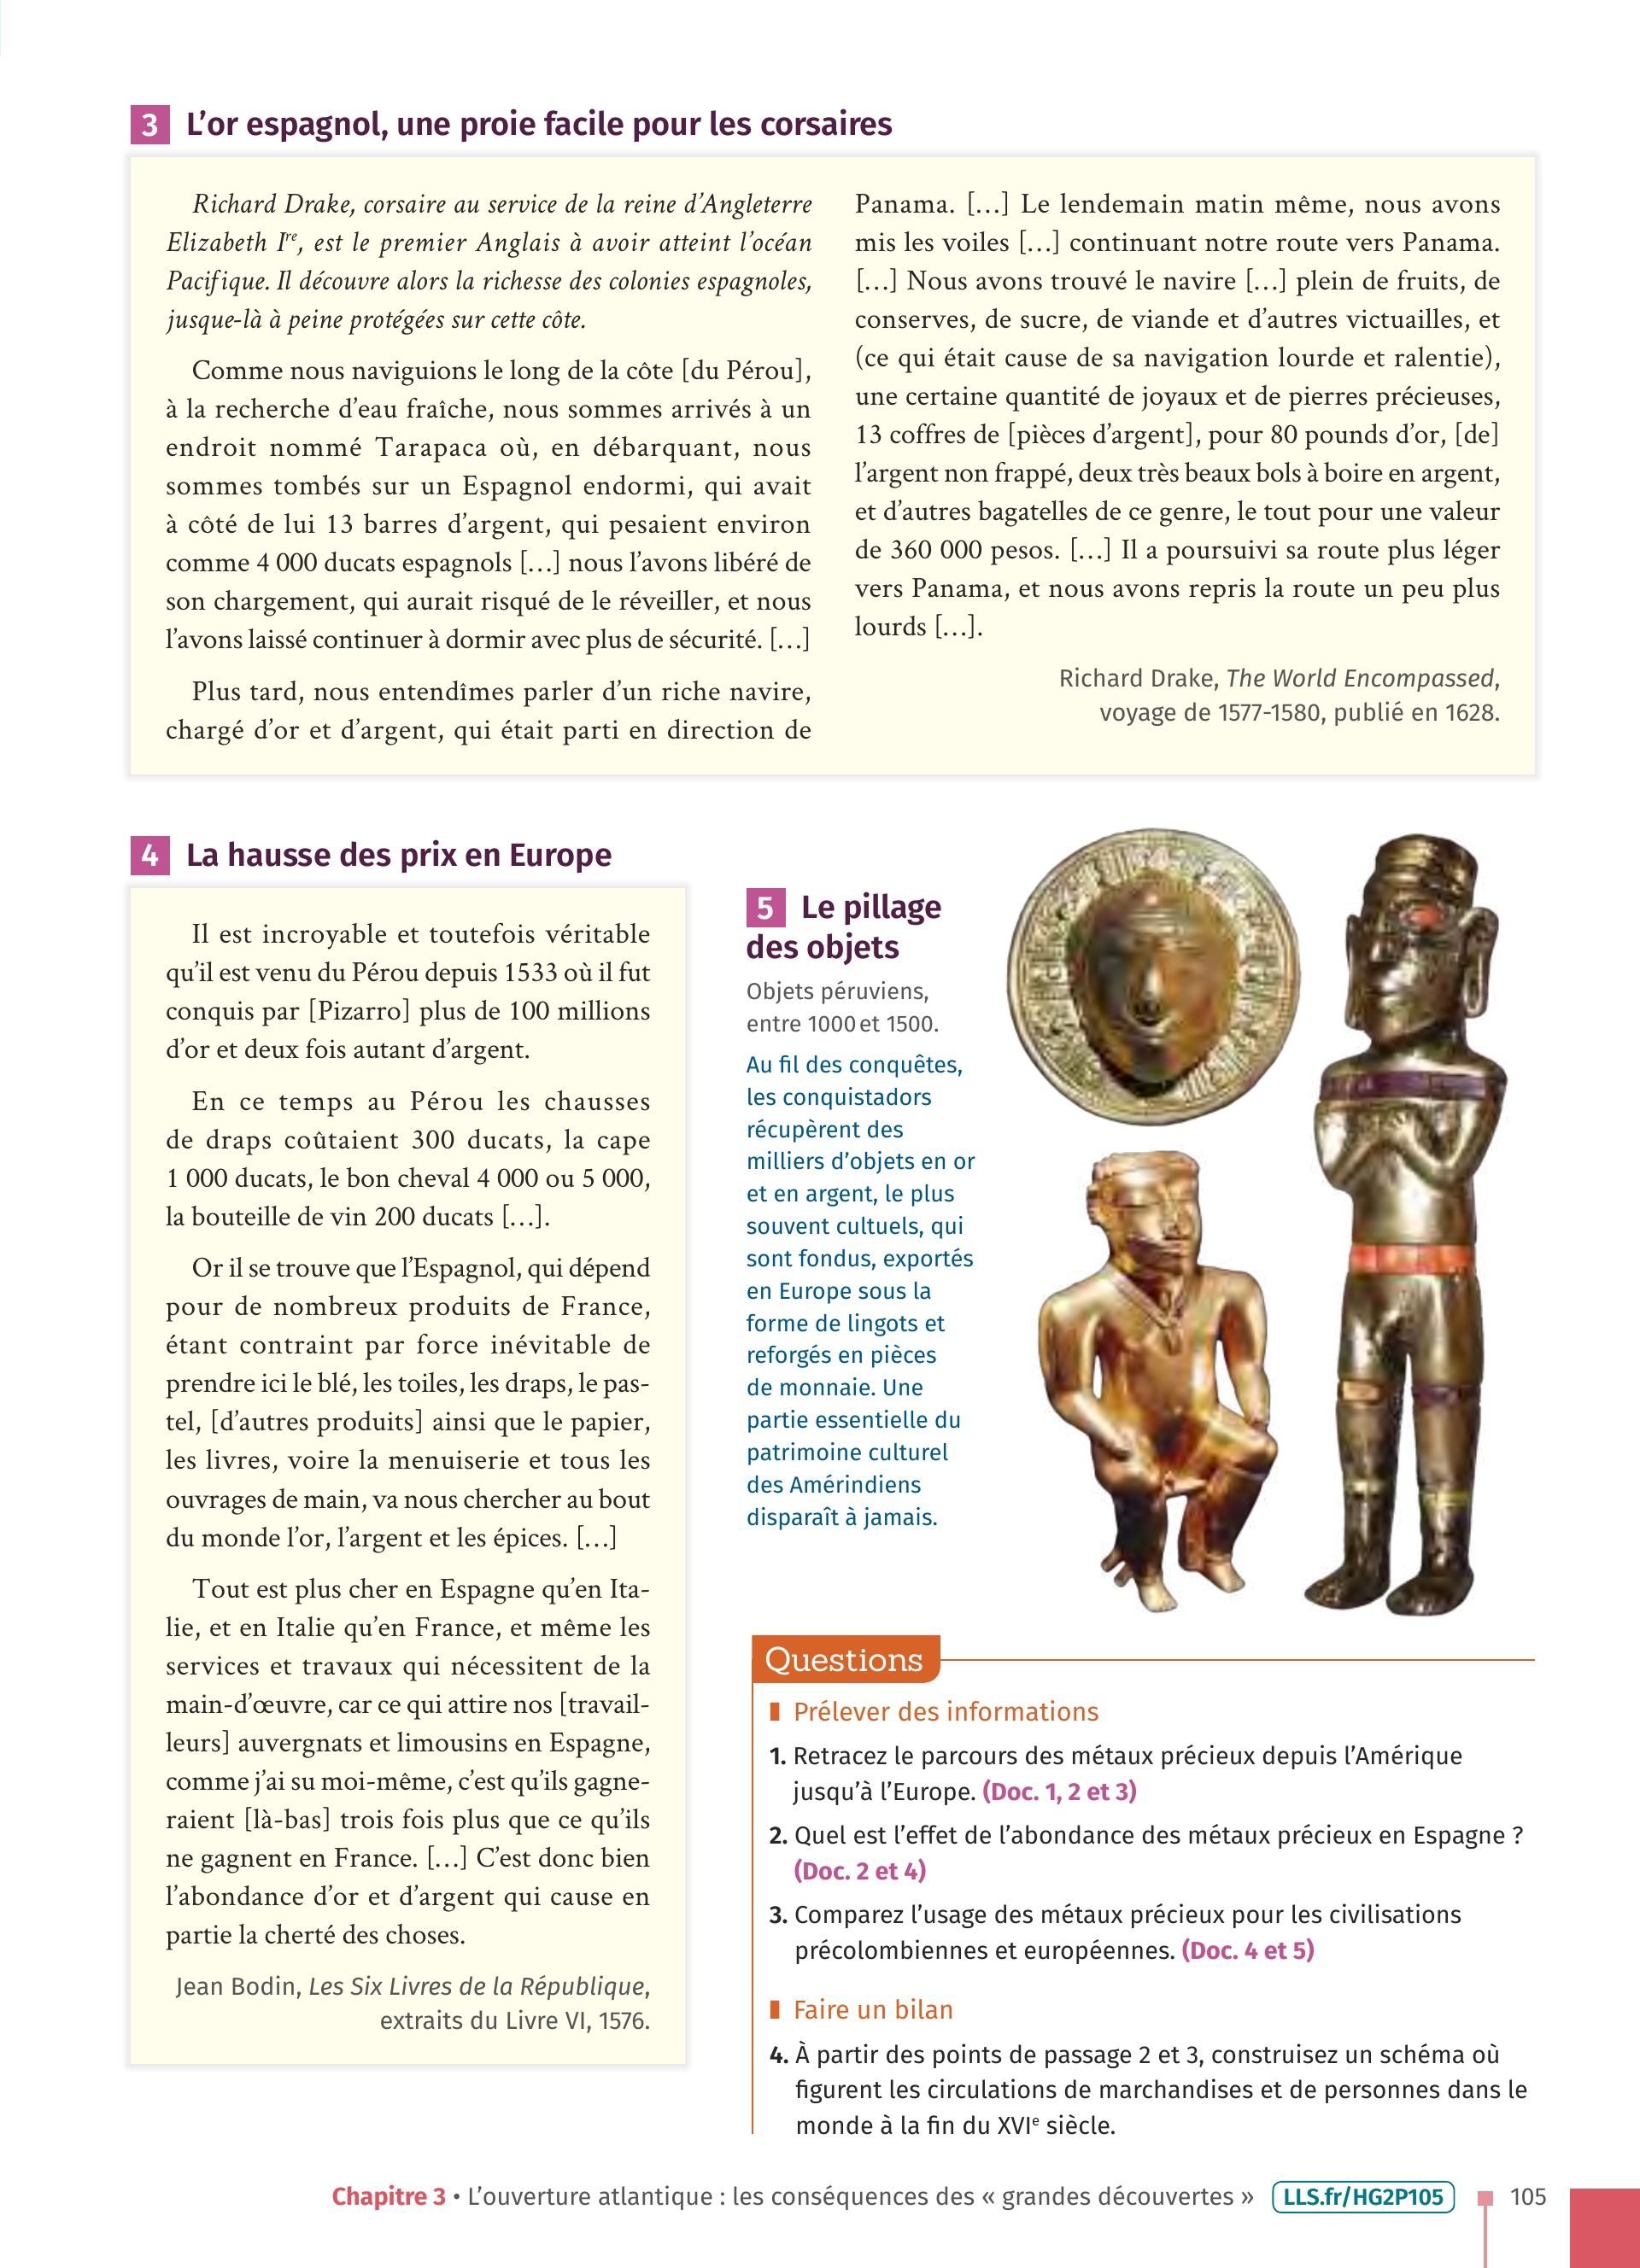 3 L’or espagnol, une proie facile pour les corsaires
Richard Drake, corsaire au service de la reine d’Angleterre
Elizabeth Iʳᵉ, est le premier Anglais à avoir atteint l’océan
Pacifique. Il découvre alors la richesse des colonies espagnoles,
jusque-là à peine protégées sur cette côte.
Comme nous naviguions le long de la côte [du Pérou],
à la recherche d’eau fraîche, nous sommes arrivés à un
endroit nommé Tarapaca où, en débarquant, nous
sommes tombés sur un Espagnol endormi, qui avait
à côté de lui 13 barres d’argent, qui pesaient environ
comme 4 000 ducats espagnols […] nous l’avons libéré de
son chargement, qui aurait risqué de le réveiller, et nous
l’avons laissé continuer à dormir avec plus de sécurité. […]
Plus tard, nous entendîmes parler d’un riche navire,
chargé d’or et d’argent, qui était parti en direction de
Panama. […] Le lendemain matin même, nous avons
mis les voiles […] continuant notre route vers Panama.
[…] Nous avons trouvé le navire […] plein de fruits, de
conserves, de sucre, de viande et d’autres victuailles, et
(ce qui était cause de sa navigation lourde et ralentie),
une certaine quantité de joyaux et de pierres précieuses,
13 coffres de [pièces d’argent], pour 80 pounds d’or, [de]
l’argent non frappé, deux très beaux bols à boire en argent,
et d’autres bagatelles de ce genre, le tout pour une valeur
de 360 000 pesos. […] Il a poursuivi sa route plus léger
vers Panama, et nous avons repris la route un peu plus
lourds […].
Richard Drake, The World Encompassed,
voyage de 1577-1580, publié en 1628.
4 La hausse des prix en Europe
Il est incroyable et toutefois véritable
qu’il est venu du Pérou depuis 1533 où il fut
conquis par [Pizarro] plus de 100 millions
d’or et deux fois autant d’argent.
En ce temps au Pérou les chausses
de draps coûtaient 300 ducats, la cape
1 000 ducats, le bon cheval 4 000 ou 5 000,
la bouteille de vin 200 ducats […].
Or il se trouve que l’Espagnol, qui dépend
pour de nombreux produits de France,
étant contraint par force inévitable de
prendre ici le blé, les toiles, les draps, le pas-
tel, [d’autres produits] ainsi que le papier,
les livres, voire la menuiserie et tous les
ouvrages de main, va nous chercher au bout
du monde l’or, l’argent et les épices. […]
Tout est plus cher en Espagne qu’en Ita-
lie, et en Italie qu’en France, et même les
services et travaux qui nécessitent de la
main-d’œuvre, car ce qui attire nos [travail-
leurs] auvergnats et limousins en Espagne,
comme j’ai su moi-même, c’est qu’ils gagne-
raient [là-bas] trois fois plus que ce qu’ils
ne gagnent en France. […] C’est donc bien
l’abondance d’or et d’argent qui cause en
partie la cherté des choses.
Jean Bodin, Les Six Livres de la République,
extraits du Livre VI, 1576.
5 Le pillage
des objets
Objets péruviens,
entre 1000 et 1500.
Au fil des conquêtes,
les conquistadors
récupèrent des
milliers d’objets en or
et en argent, le plus
souvent cultuels, qui
sont fondus, exportés
en Europe sous la
forme de lingots et
reforgés en pièces
de monnaie. Une
partie essentielle du
patrimoine culturel
des Amérindiens
disparaît à jamais.
Questions
Prélever des informations
1. Retracez le parcours des métaux précieux depuis l’Amérique
jusqu’à l’Europe. (Doc. 1, 2 et 3)
2. Quel est l’effet de l’abondance des métaux précieux en Espagne ?
(Doc. 2 et 4)
3. Comparez l’usage des métaux précieux pour les civilisations
précolombiennes et européennes. (Doc. 4 et 5)
Faire un bilan
4. À partir des points de passage 2 et 3, construisez un schéma où
figurent les circulations de marchandises et de personnes dans le
monde à la fin du XVIᵉ siècle.
Chapitre 3 • L’ouverture atlantique : les conséquences des « grandes découvertes » LLS.fr/HG2P105 105